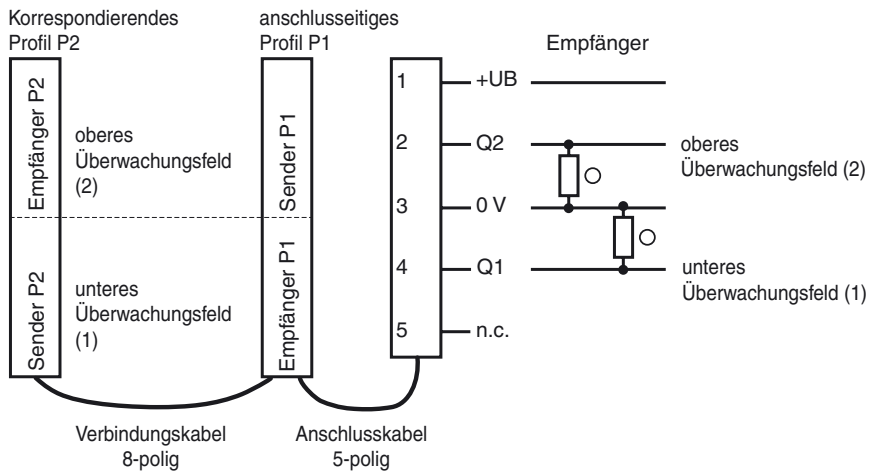 Korrespondierendes
Profil P2
anschlusseitiges
Profil P1
Empfänger
Empfänger P2
Sender P2
oberes
Überwachungsfeld
(2)
unteres
Überwachungsfeld
(1)
Sender P1
Empfänger P1
1
+UB
2
Q2
3
0 V
4
Q1
5
n.c.
oberes
Überwachungsfeld (2)
unteres
Überwachungsfeld (1)
Verbindungskabel
8-polig
Anschlusskabel
5-polig